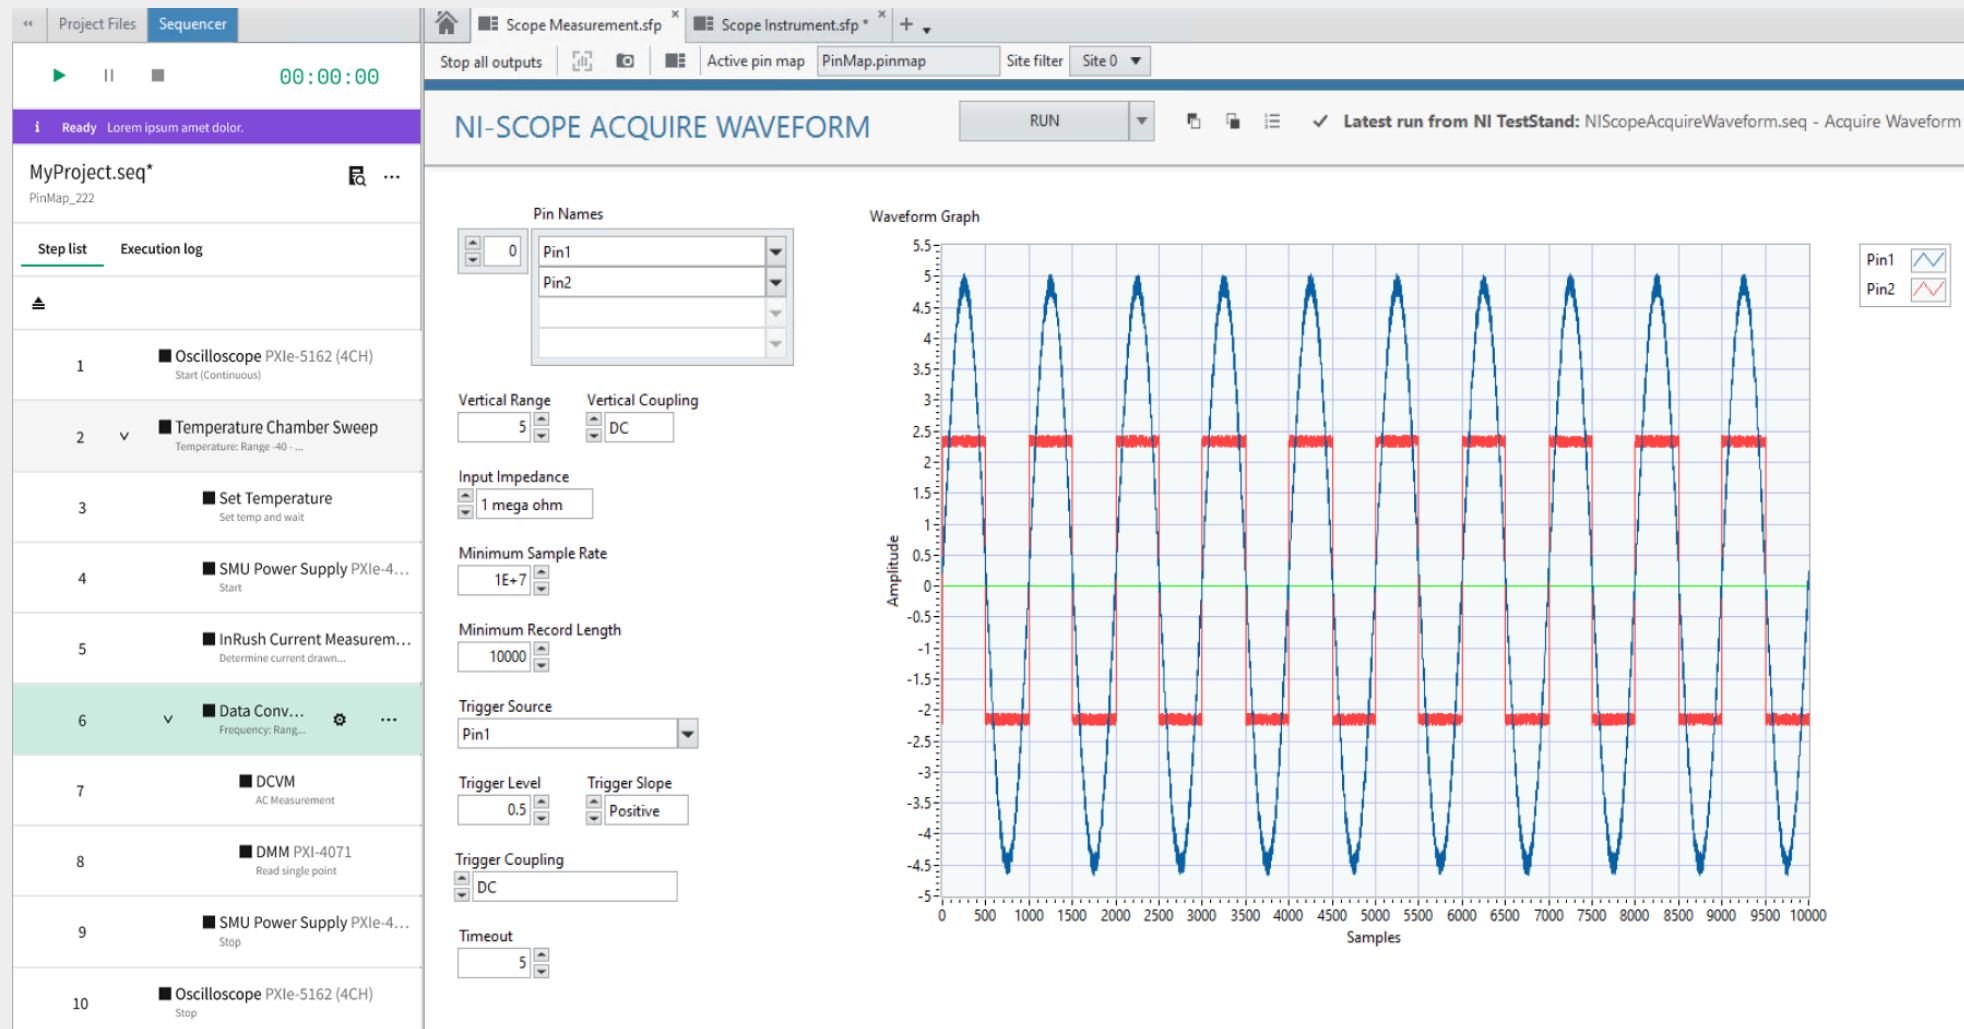 Project Files
Sequencer
00:00:00
i Ready Lorem ipsum amet dolor.
MyProject.seq*
PinMap_222
Step list Execution log
1 Oscilloscope PXIe-5162 (4CH)
Start (Continuous)
2 Temperature Chamber Sweep
Temperature: Range -40 - ...
3 Set Temperature
Set temp and wait
4 SMU Power Supply PXIe-4...
Start
5 InRush Current Measurem...
Determine current drawn...
6 Data Conv...
Frequency: Rang...
7 DCVM
AC Measurement
8 DMM PXI-4071
Read single point
9 SMU Power Supply PXIe-4...
Stop
10 Oscilloscope PXIe-5162 (4CH)
Stop
Scope Measurement.sfp
Scope Instrument.sfp *
Stop all outputs
Active pin map PinMap.pinmap
Site filter Site 0
NI-SCOPE ACQUIRE WAVEFORM
RUN
Latest run from NI TestStand: NIScopeAcquireWaveform.seq - Acquire Waveform
Pin Names
0
Pin1
Pin2
Vertical Range Vertical Coupling
5 DC
Input Impedance
1 mega ohm
Minimum Sample Rate
1E+7
Minimum Record Length
10000
Trigger Source
Pin1
Trigger Level Trigger Slope
0.5 Positive
Trigger Coupling
DC
Timeout
5
Waveform Graph
5.5
5
4.5
4
3.5
3
2.5
2
1.5
1
0.5
0
-0.5
-1
-1.5
-2
-2.5
-3
-3.5
-4
-4.5
-5
Amplitude
0 500 1000 1500 2000 2500 3000 3500 4000 4500 5000 5500 6000 6500 7000 7500 8000 8500 9000 9500 10000
Samples
Pin1
Pin2